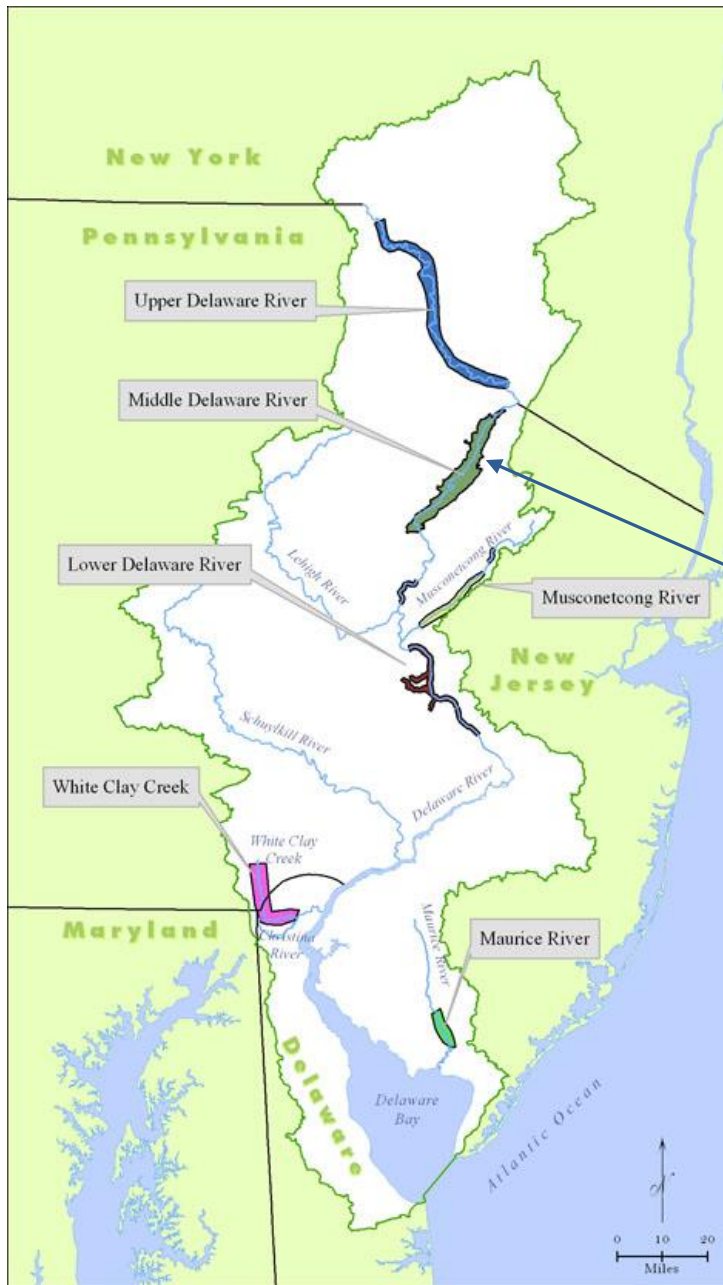 New York
Pennsylvania
Upper Delaware River
Middle Delaware River
Lower Delaware River
Lehigh River
Musconetcong River
Musconetcong River
New
Jersey
Schuylkill River
White Clay Creek
Delaware River
White Clay
Creek
Maryland
Christina
River
Maurice River
Maurice River
Delaware
Delaware
Bay
Atlantic Ocean
N
0 10 20
Miles